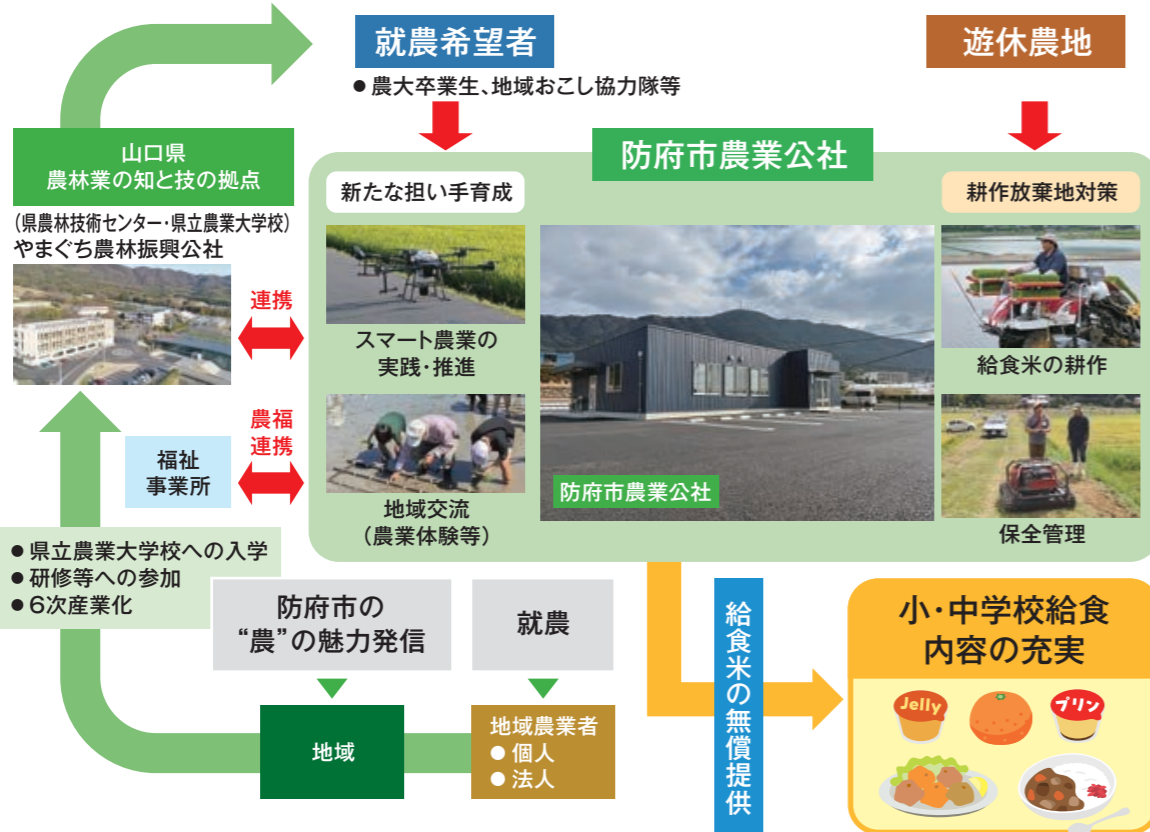 就農希望者
● 農大卒業生、地域おこし協力隊等
遊休農地
山口県
農林業の知と技の拠点
(県農林技術センター・県立農業大学校)
やまぐち農林振興公社
連携
農福
連携
福祉
事業所
防府市農業公社
新たな担い手育成
スマート農業の
実践・推進
地域交流
(農業体験等)
防府市農業公社
耕作放棄地対策
給食米の耕作
保全管理
● 県立農業大学校への入学
● 研修等への参加
● 6次産業化
防府市の
“農”の魅力発信
就農
地域
地域農業者
● 個人
● 法人
給食米の無償提供
小・中学校給食
内容の充実
Jelly
プリン